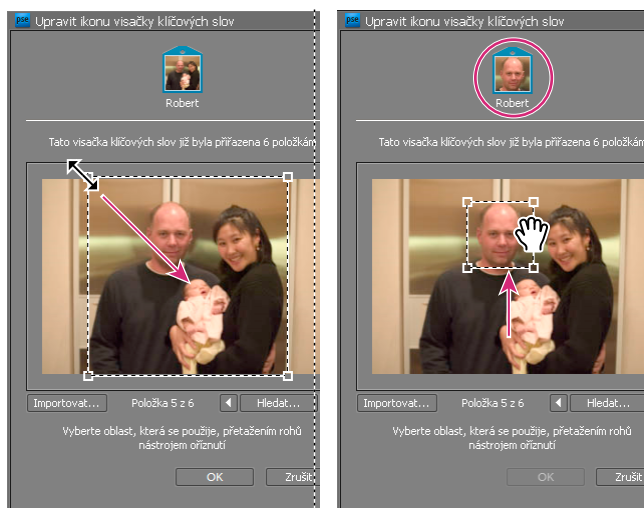 pse Upravit ikonu visačky klíčových slov
Robert
Tato visačka klíčových slov již byla přiřazena 6 položkám
Importovat...
Položka 5 z 6
Hledat...
Vyberte oblast, která se použije, přetažením rohů
nástrojem oříznutí
OK
Zrušit
pse Upravit ikonu visačky klíčových slov
Robert
Tato visačka klíčových slov již byla přiřazena 6 položkám
Importovat...
Položka 5 z 6
Hledat...
Vyberte oblast, která se použije, přetažením rohů
nástrojem oříznutí
OK
Zrušit